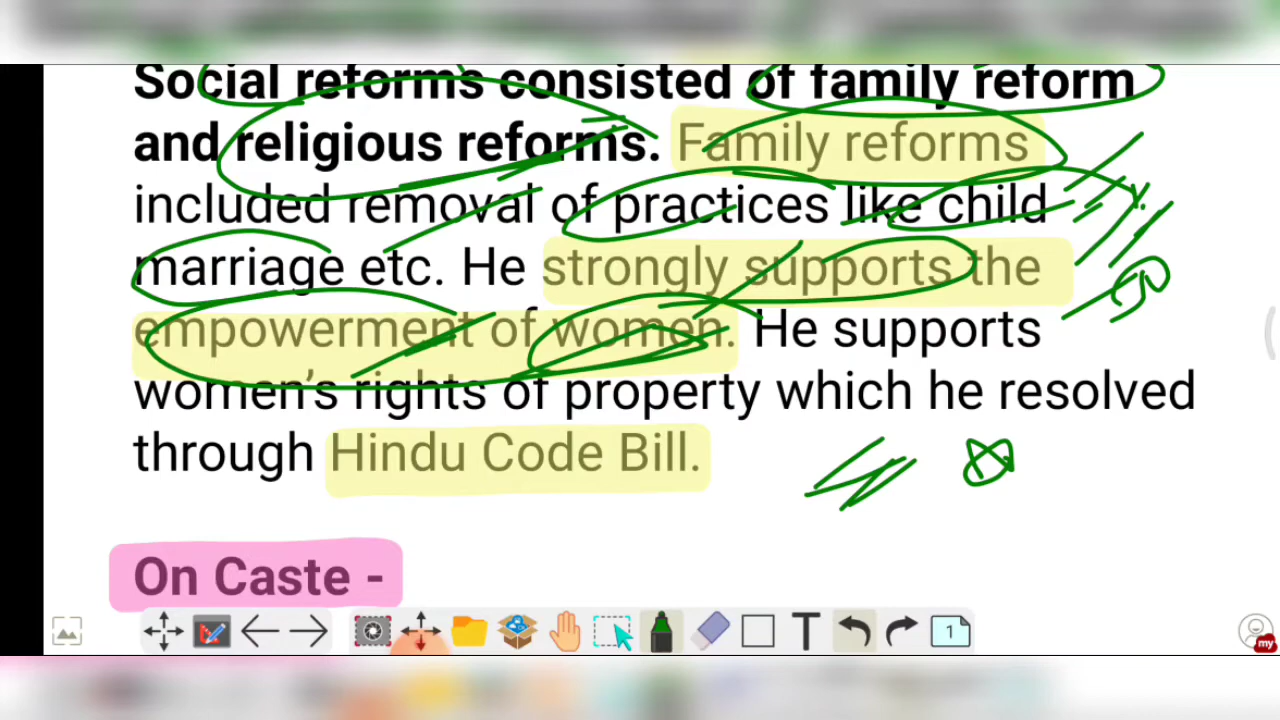 Social reforms consisted of family reform
and religious reforms. Family reforms
included removal of practices like child
marriage etc. He strongly supports the
empowerment of women. He supports
women's rights of property which he resolved
through Hindu Code Bill.
On Caste -
T
1
my